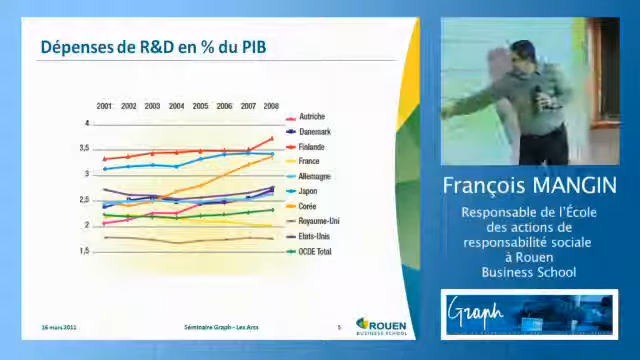 Dépenses de R&D en % du PIB
2001 2002 2003 2004 2005 2006 2007 2008
4
3,5
3
2,5
2
1,5
Autriche
Danemark
Finlande
France
Allemagne
Japon
Corée
Royaume-Uni
Etats-Unis
OCDE Total
16 mars 2011
Séminaire Graph - Les Arcs
5
ROUEN
BUSINESS SCHOOL
François MANGIN
Responsable de l'École
des actions de
responsabilité sociale
à Rouen
Business School
Graph